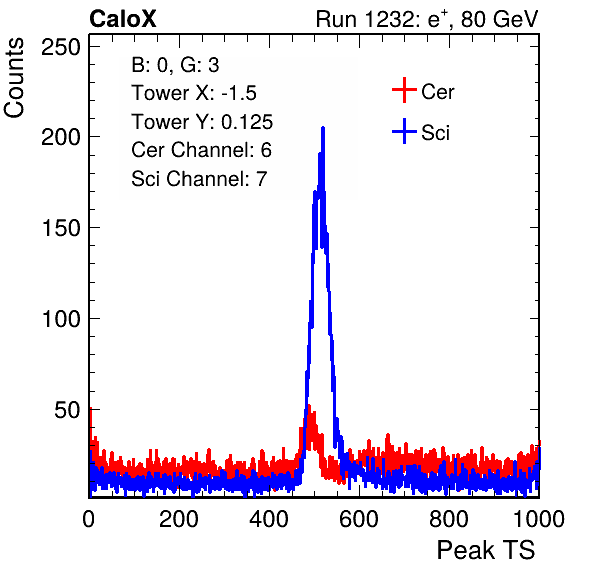 CaloX Run 1232: e⁺, 80 GeV
Counts
250
200
150
100
50
B: 0, G: 3
Tower X: -1.5
Tower Y: 0.125
Cer Channel: 6
Sci Channel: 7
Cer
Sci
0 200 400 600 800 1000
Peak TS